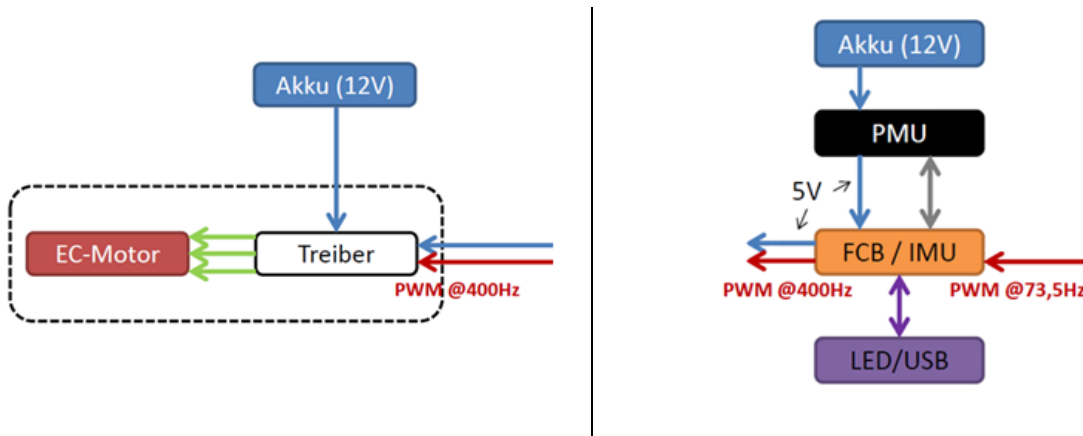 Akku (12V)
EC-Motor
Treiber
PWM @400Hz
Akku (12V)
PMU
5V
FCB / IMU
PWM @400Hz
PWM @73,5Hz
LED/USB